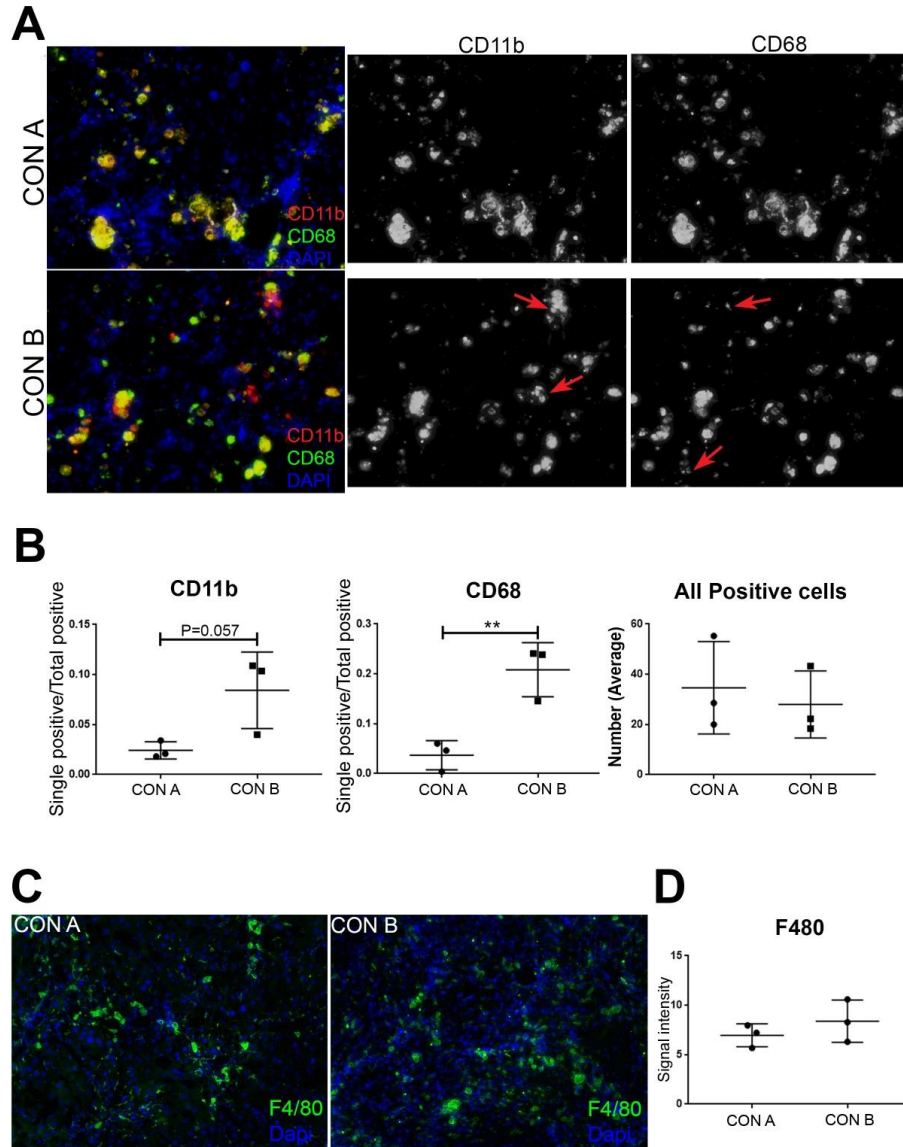 A
CD11b
CD68
CON A
CD11b
CD68
DAPI
CON B
CD11b
CD68
DAPI
B
CD11b
CD68
All Positive cells
Single positive/Total positive
0.15
0.10
0.05
0.00
P=0.057
CON A
CON B
Single positive/Total positive
0.3
0.2
0.1
0.0
**
CON A
CON B
Number (Average)
60
40
20
0
CON A
CON B
C
D
CON A
F4/80
Dapi
CON B
F4/80
Dapi
F480
Signal intensity
15
10
5
0
CON A
CON B